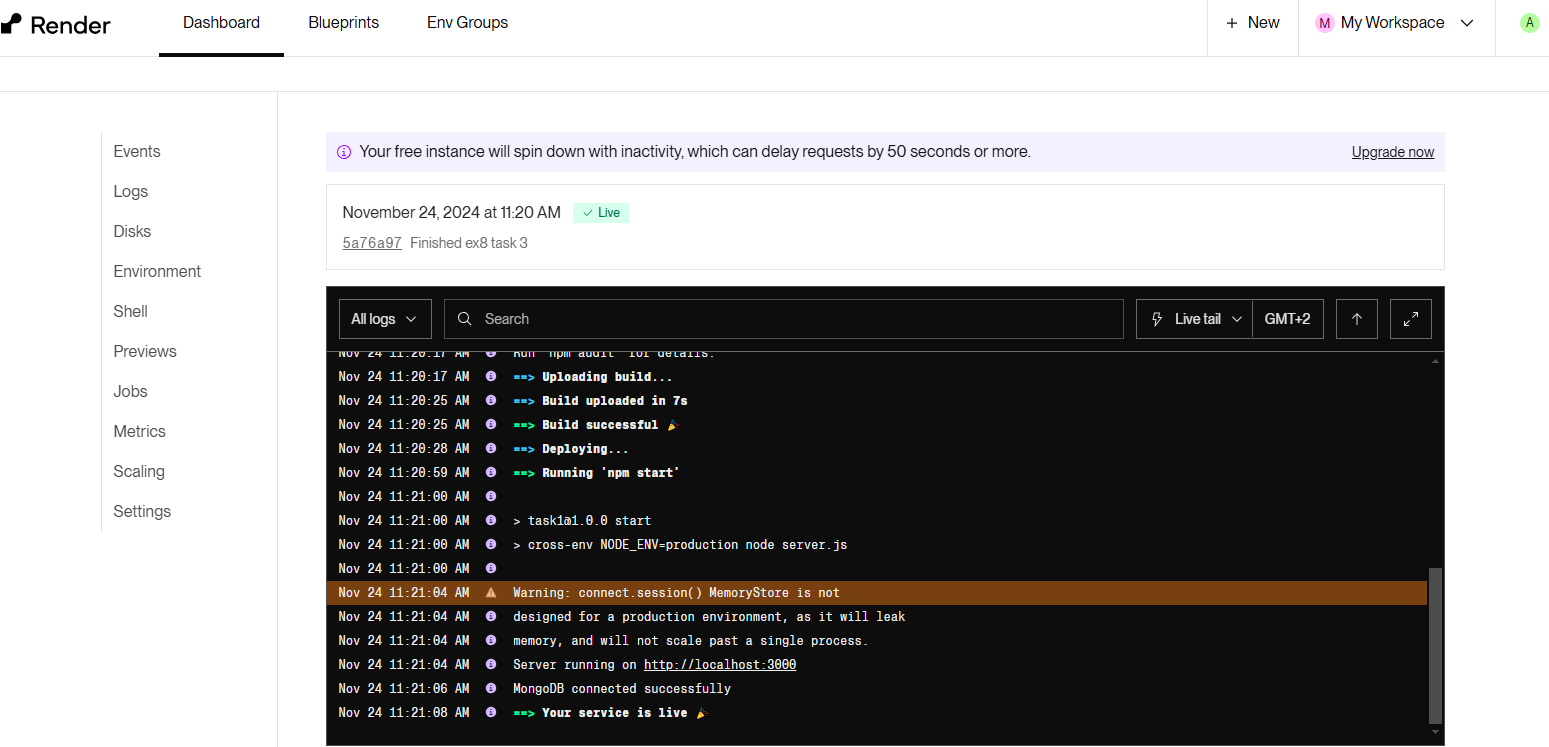 Render Dashboard Blueprints Env Groups + New M My Workspace A
Events
Logs
Disks
Environment
Shell
Previews
Jobs
Metrics
Scaling
Settings
Your free instance will spin down with inactivity, which can delay requests by 50 seconds or more. Upgrade now
November 24, 2024 at 11:20 AM Live
5a76a97 Finished ex8 task 3
All logs Search Live tail GMT+2
Nov 24 11:20:17 AM Run `npm audit` for details.
Nov 24 11:20:17 AM ==> Uploading build...
Nov 24 11:20:25 AM ==> Build uploaded in 7s
Nov 24 11:20:25 AM ==> Build successful 🎉
Nov 24 11:20:28 AM ==> Deploying...
Nov 24 11:20:59 AM ==> Running 'npm start'
Nov 24 11:21:00 AM
Nov 24 11:21:00 AM > task1@1.0.0 start
Nov 24 11:21:00 AM > cross-env NODE_ENV=production node server.js
Nov 24 11:21:00 AM
Nov 24 11:21:04 AM Warning: connect.session() MemoryStore is not
Nov 24 11:21:04 AM designed for a production environment, as it will leak
Nov 24 11:21:04 AM memory, and will not scale past a single process.
Nov 24 11:21:04 AM Server running on http://localhost:3000
Nov 24 11:21:06 AM MongoDB connected successfully
Nov 24 11:21:08 AM ==> Your service is live 🎉